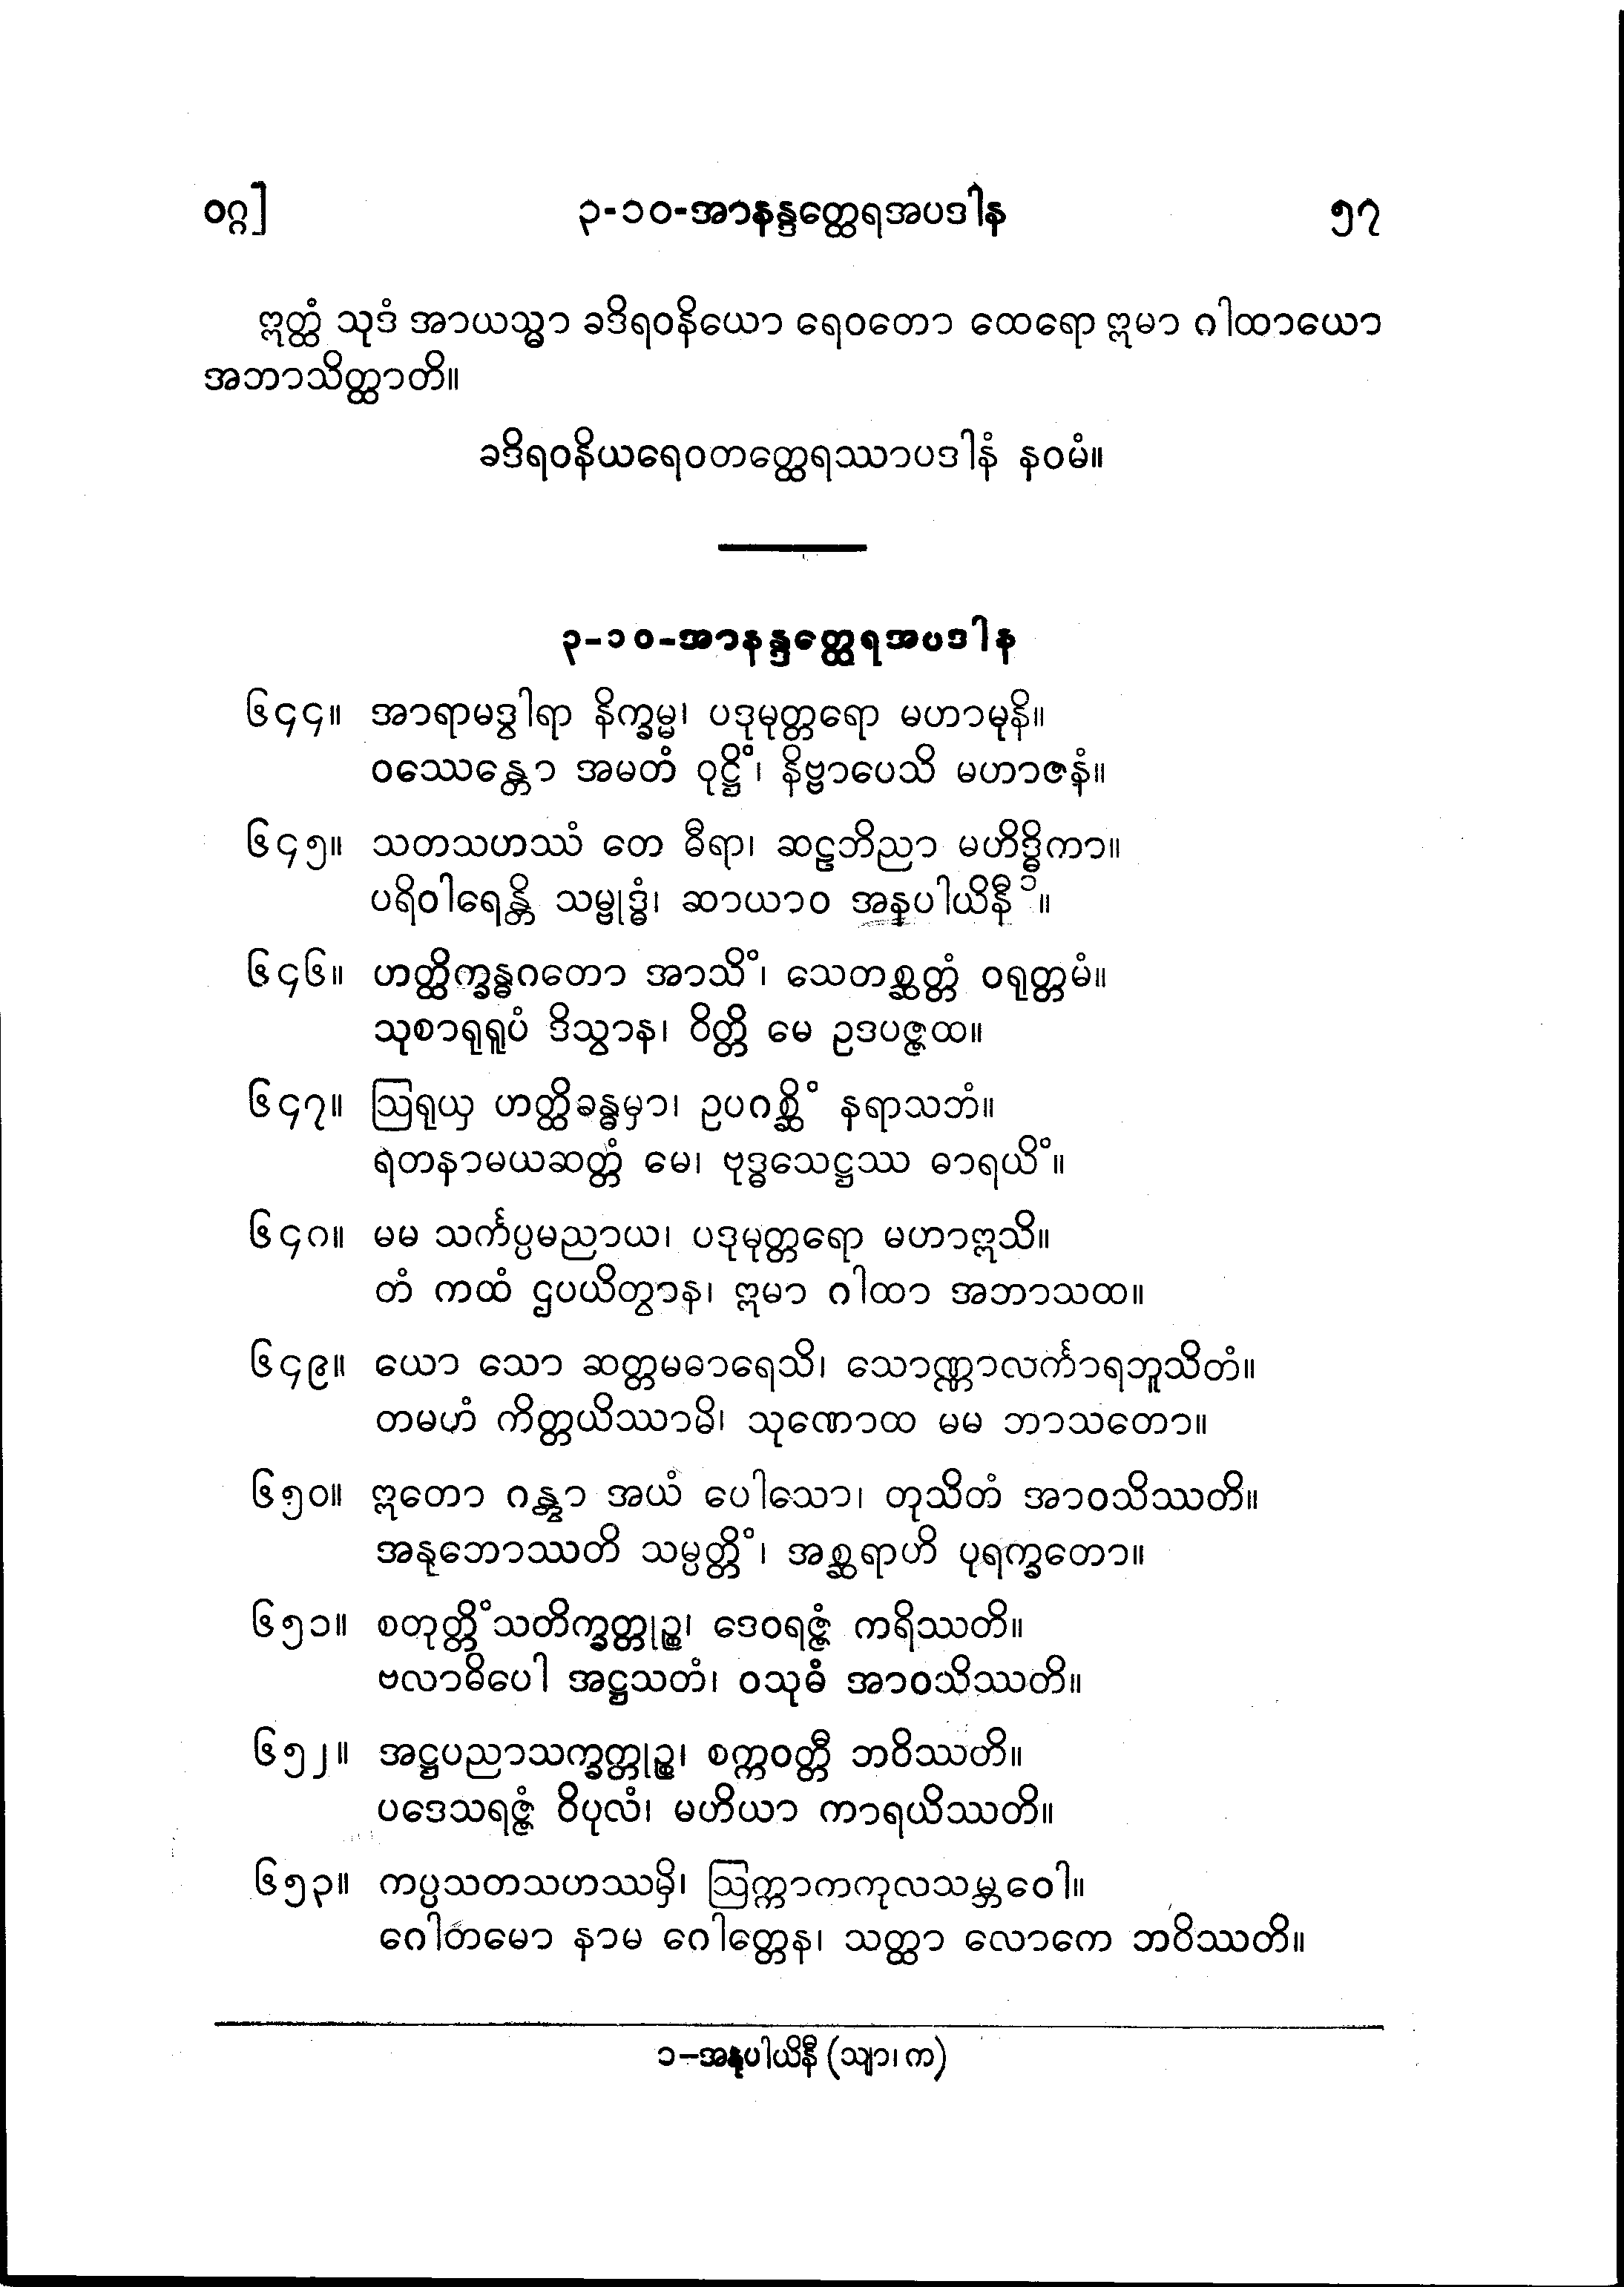 ဝဂ္ဂ] ၃-၁၀-အာနန္ဒတ္ထေရအပဒါန ၅၇
ဣတ္ထံ သုဒံ အာယသ္မာ ခဒိရဝနိယော ရေဝတော ထေရော ဣမာ ဂါထာယော
အဘာသိတ္ထာတိ။
ခဒိရဝနိယရေဝတတ္ထေရဿာပဒါနံ နဝမံ။
၃-၁၀-အာနန္ဒတ္ထေရအပဒါန
၆၄၄။ အာရာမဒွါရာ နိက္ခမ္မ၊ ပဒုမုတ္တရော မဟာမုနိ။
ဝဿေန္တော အမတံ ဝုဋ္ဌိံ၊ နိဗ္ဗာပေသိ မဟာဇနံ။
၆၄၅။ သတသဟဿံ တေ ဓီရာ၊ ဆဠဘိညာ မဟိဒ္ဓိကာ။
ပရိဝါရေန္တိ သမ္ဗုဒ္ဓံ၊ ဆာယာဝ အနပါယိနီ ၁။
၆၄၆။ ဟတ္ထိက္ခန္ဓဂတော အာသိံ၊ သေတစ္ဆတ္တံ ဝရုတ္တမံ။
သုစာရုရူပံ ဒိသွာန၊ ဝိတ္တိ မေ ဥဒပဇ္ဇထ။
၆၄၇။ ဩရုယှ ဟတ္ထိခန္ဓမှာ၊ ဥပဂစ္ဆိံ နရာသဘံ။
ရတနာမယဆတ္တံ မေ၊ ဗုဒ္ဓသေဋ္ဌဿ ဓာရယိံ။
၆၄၈။ မမ သင်္ကပ္ပမညာယ၊ ပဒုမုတ္တရော မဟာဣသိ။
တံ ကထံ ဌပယိတွာန၊ ဣမာ ဂါထာ အဘာသထ။
၆၄၉။ ယော သော ဆတ္တမဓာရေသိ၊ သောဏ္ဏာလင်္ကာရဘူသိတံ။
တမဟံ ကိတ္တယိဿာမိ၊ သုဏောထ မမ ဘာသတော။
၆၅၀။ ဣတော ဂန္တွာ အယံ ပေါသော၊ တုသိတံ အာဝသိဿတိ။
အနုဘောဿတိ သမ္ပတ္တိံ၊ အစ္ဆရာဟိ ပုရက္ခတော။
၆၅၁။ စတုတ္တိံသတိက္ခတ္တုဉ္စ၊ ဒေဝရဇ္ဇံ ကရိဿတိ။
ဗလာဓိပေါ အဋ္ဌသတံ၊ ဝသုဓံ အာဝသိဿတိ။
၆၅၂။ အဋ္ဌပညာသက္ခတ္တုဉ္စ၊ စက္ကဝတ္တီ ဘဝိဿတိ။
ပဒေသရဇ္ဇံ ဝိပုလံ၊ မဟိယာ ကာရယိဿတိ။
၆၅၃။ ကပ္ပသတသဟဿမှိ၊ ဩက္ကာကကုလသမ္ဘဝေါ။
ဂေါတမော နာမ ဂေါတ္တေန၊ သတ္ထာ လောကေ ဘဝိဿတိ။
၁-အနုပါယိနီ (သျာ၊ က)